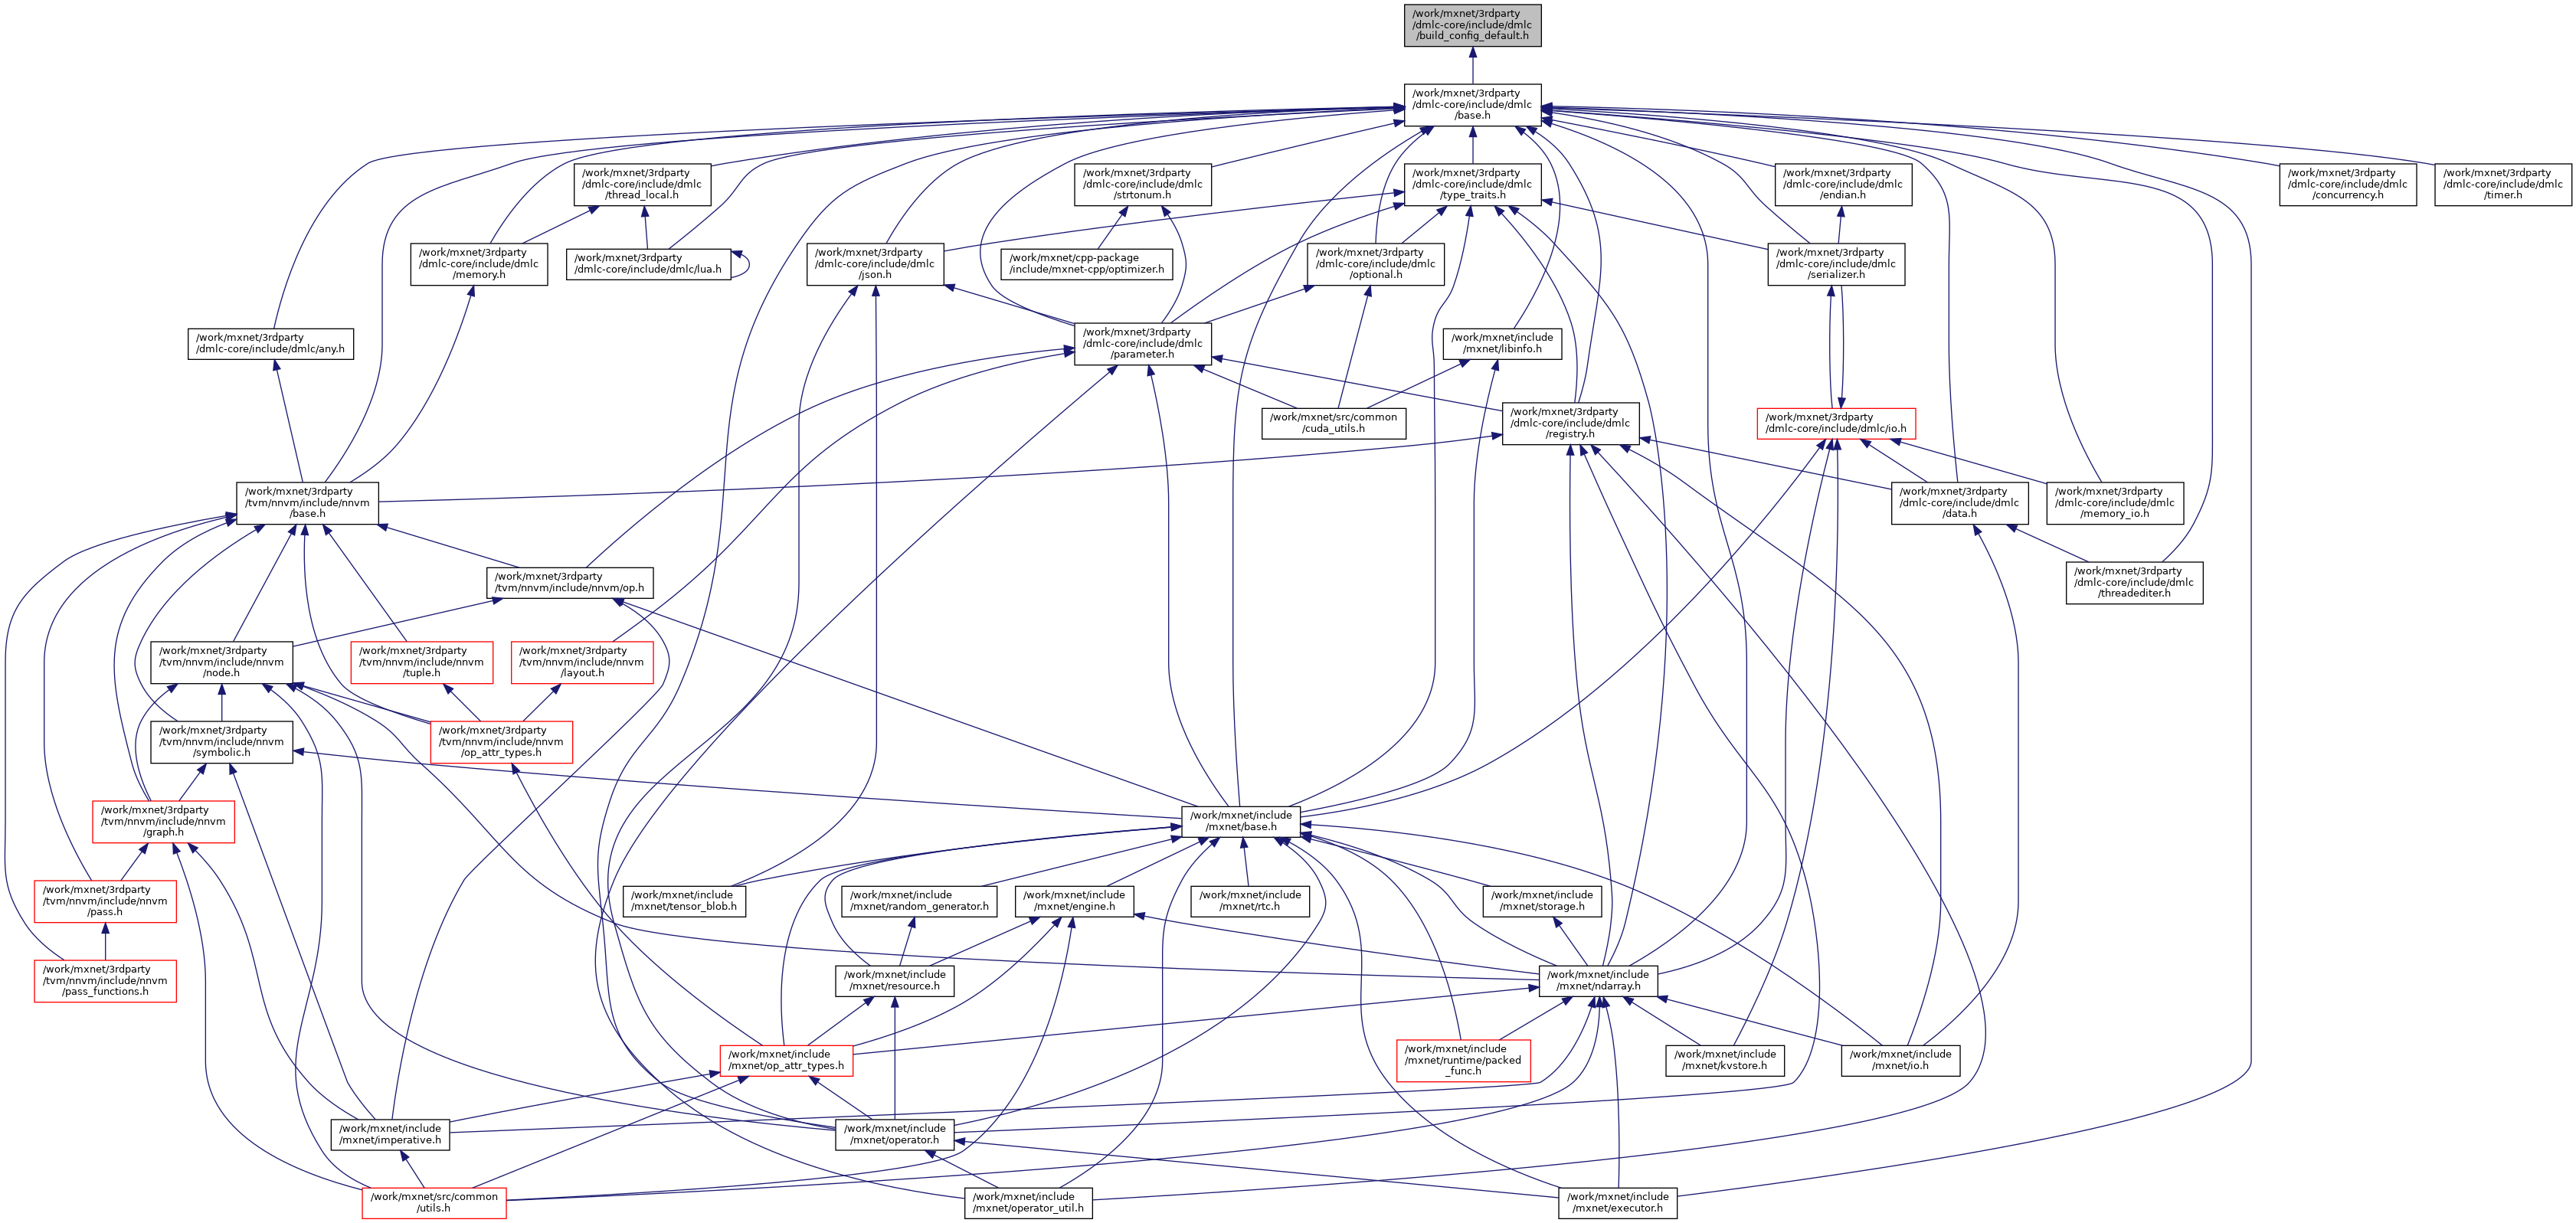 /work/mxnet/3rdparty
/dmlc-core/include/dmlc
/build_config_default.h
/work/mxnet/3rdparty
/dmlc-core/include/dmlc
/base.h
/work/mxnet/3rdparty
/dmlc-core/include/dmlc
/thread_local.h
/work/mxnet/3rdparty
/dmlc-core/include/dmlc
/strtonum.h
/work/mxnet/3rdparty
/dmlc-core/include/dmlc
/type_traits.h
/work/mxnet/3rdparty
/dmlc-core/include/dmlc
/endian.h
/work/mxnet/3rdparty
/dmlc-core/include/dmlc
/concurrency.h
/work/mxnet/3rdparty
/dmlc-core/include/dmlc
/timer.h
/work/mxnet/3rdparty
/dmlc-core/include/dmlc
/memory.h
/work/mxnet/3rdparty
/dmlc-core/include/dmlc/lua.h
/work/mxnet/3rdparty
/dmlc-core/include/dmlc
/json.h
/work/mxnet/cpp-package
/include/mxnet-cpp/optimizer.h
/work/mxnet/3rdparty
/dmlc-core/include/dmlc
/optional.h
/work/mxnet/3rdparty
/dmlc-core/include/dmlc
/serializer.h
/work/mxnet/3rdparty
/dmlc-core/include/dmlc/any.h
/work/mxnet/3rdparty
/dmlc-core/include/dmlc
/parameter.h
/work/mxnet/include
/mxnet/libinfo.h
/work/mxnet/src/common
/cuda_utils.h
/work/mxnet/3rdparty
/dmlc-core/include/dmlc
/registry.h
/work/mxnet/3rdparty
/dmlc-core/include/dmlc/io.h
/work/mxnet/3rdparty
/tvm/nnvm/include/nnvm
/base.h
/work/mxnet/3rdparty
/dmlc-core/include/dmlc
/data.h
/work/mxnet/3rdparty
/dmlc-core/include/dmlc
/memory_io.h
/work/mxnet/3rdparty
/tvm/nnvm/include/nnvm/op.h
/work/mxnet/3rdparty
/dmlc-core/include/dmlc
/threadediter.h
/work/mxnet/3rdparty
/tvm/nnvm/include/nnvm
/node.h
/work/mxnet/3rdparty
/tvm/nnvm/include/nnvm
/tuple.h
/work/mxnet/3rdparty
/tvm/nnvm/include/nnvm
/layout.h
/work/mxnet/3rdparty
/tvm/nnvm/include/nnvm
/symbolic.h
/work/mxnet/3rdparty
/tvm/nnvm/include/nnvm
/op_attr_types.h
/work/mxnet/3rdparty
/tvm/nnvm/include/nnvm
/graph.h
/work/mxnet/include
/mxnet/base.h
/work/mxnet/3rdparty
/tvm/nnvm/include/nnvm
/pass.h
/work/mxnet/include
/mxnet/tensor_blob.h
/work/mxnet/include
/mxnet/random_generator.h
/work/mxnet/include
/mxnet/engine.h
/work/mxnet/include
/mxnet/rtc.h
/work/mxnet/include
/mxnet/storage.h
/work/mxnet/3rdparty
/tvm/nnvm/include/nnvm
/pass_functions.h
/work/mxnet/include
/mxnet/resource.h
/work/mxnet/include
/mxnet/ndarray.h
/work/mxnet/include
/mxnet/op_attr_types.h
/work/mxnet/include
/mxnet/runtime/packed
_func.h
/work/mxnet/include
/mxnet/kvstore.h
/work/mxnet/include
/mxnet/io.h
/work/mxnet/include
/mxnet/imperative.h
/work/mxnet/include
/mxnet/operator.h
/work/mxnet/src/common
/utils.h
/work/mxnet/include
/mxnet/operator_util.h
/work/mxnet/include
/mxnet/executor.h